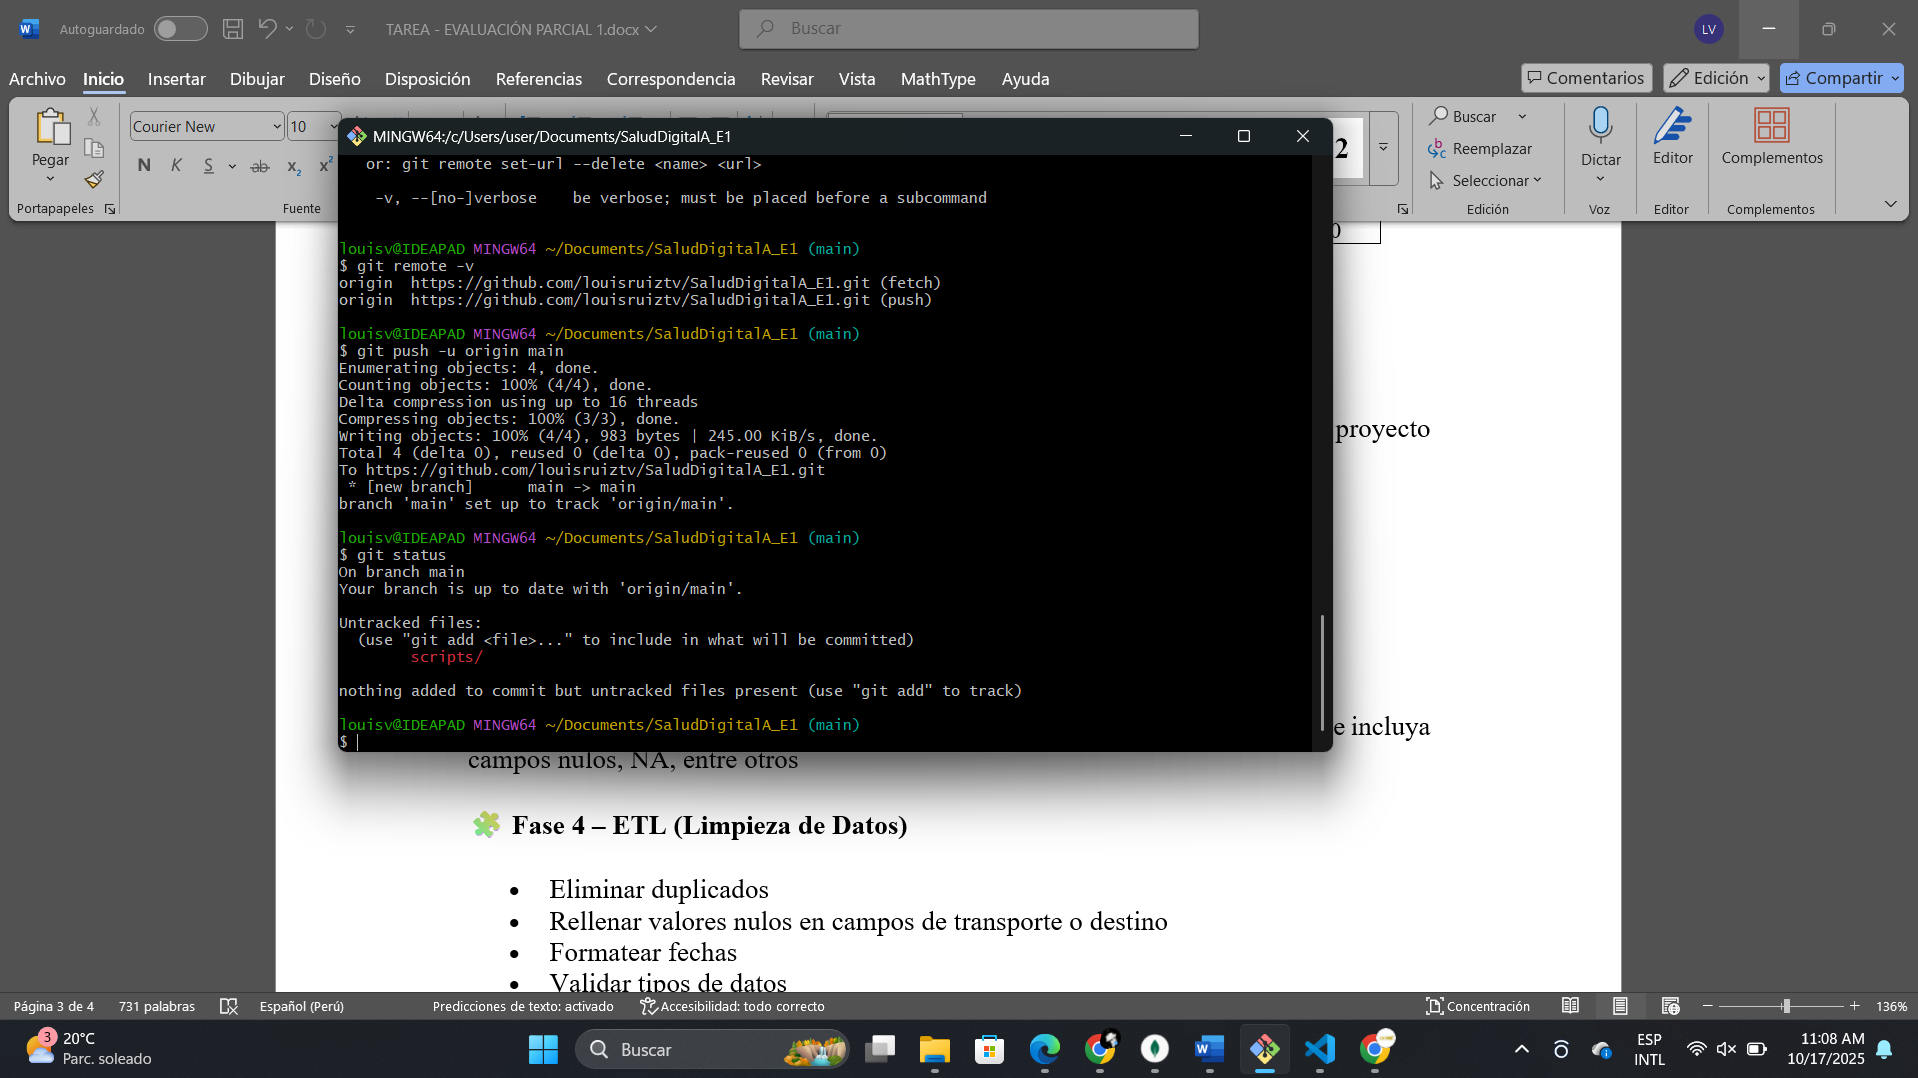 Autoguardado
TAREA - EVALUACIÓN PARCIAL 1.docx
Buscar
LV
Archivo Inicio Insertar Dibujar Diseño Disposición Referencias Correspondencia Revisar Vista MathType Ayuda
Comentarios Edición Compartir
Pegar
Portapapeles
Courier New 10
N K S ab x2 x2
Fuente
2
Buscar
Reemplazar
Seleccionar
Edición
Dictar
Voz
Editor
Editor
Complementos
Complementos
MINGW64:/c/Users/user/Documents/SaludDigitalA_E1
or: git remote set-url --delete <name> <url>
-v, --[no-]verbose    be verbose; must be placed before a subcommand
louisv@IDEAPAD MINGW64 ~/Documents/SaludDigitalA_E1 (main)
$ git remote -v
origin  https://github.com/louisruiztv/SaludDigitalA_E1.git (fetch)
origin  https://github.com/louisruiztv/SaludDigitalA_E1.git (push)
louisv@IDEAPAD MINGW64 ~/Documents/SaludDigitalA_E1 (main)
$ git push -u origin main
Enumerating objects: 4, done.
Counting objects: 100% (4/4), done.
Delta compression using up to 16 threads
Compressing objects: 100% (3/3), done.
Writing objects: 100% (4/4), 983 bytes | 245.00 KiB/s, done.
Total 4 (delta 0), reused 0 (delta 0), pack-reused 0 (from 0)
To https://github.com/louisruiztv/SaludDigitalA_E1.git
* [new branch]      main -> main
branch 'main' set up to track 'origin/main'.
louisv@IDEAPAD MINGW64 ~/Documents/SaludDigitalA_E1 (main)
$ git status
On branch main
Your branch is up to date with 'origin/main'.
Untracked files:
(use "git add <file>..." to include in what will be committed)
scripts/
nothing added to commit but untracked files present (use "git add" to track)
louisv@IDEAPAD MINGW64 ~/Documents/SaludDigitalA_E1 (main)
$
proyecto
e incluya
campos nulos, NA, entre otros
Fase 4 – ETL (Limpieza de Datos)
• Eliminar duplicados
• Rellenar valores nulos en campos de transporte o destino
• Formatear fechas
• Validar tipos de datos
Página 3 de 4 731 palabras Español (Perú) Predicciones de texto: activado Accesibilidad: todo correcto Concentración 136%
3
20°C
Parc. soleado
Buscar
ESP
INTL
11:08 AM
10/17/2025